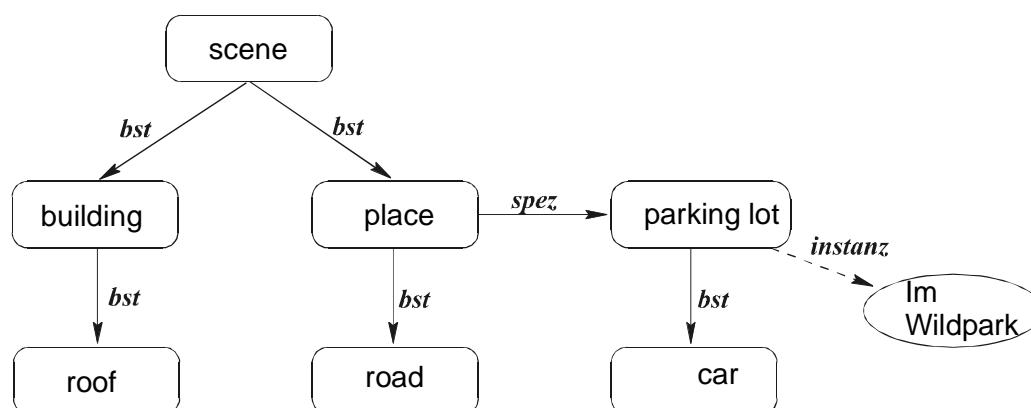 scene
bst
bst
building
place
spez
parking lot
instanz
bst
bst
bst
Im
Wildpark
roof
road
car